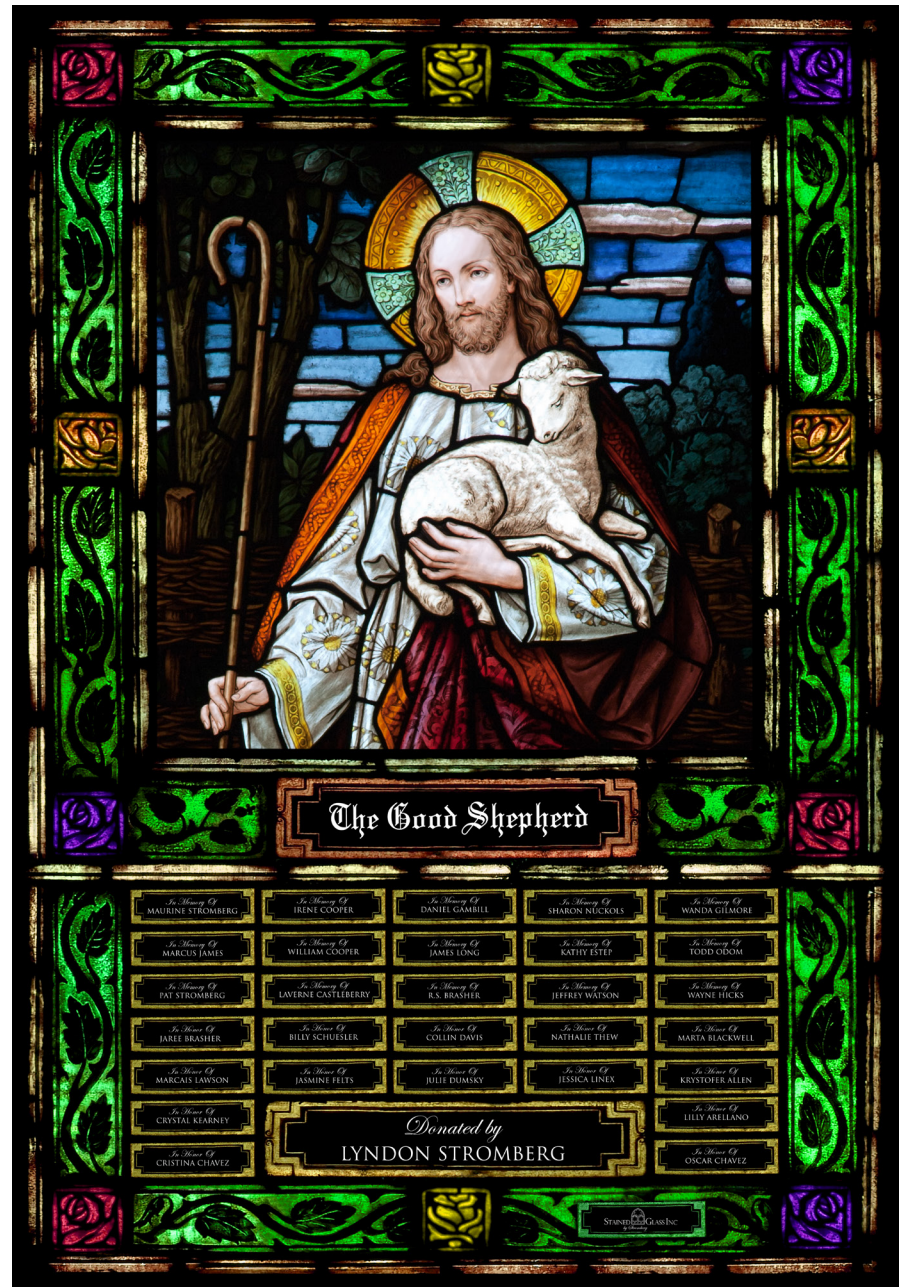 The Good Shepherd
In Memory Of
MAURINE STROMBERG
In Memory Of
IRENE COOPER
In Memory Of
DANIEL GAMBILL
In Memory Of
SHARON NUCKOLS
In Memory Of
WANDA GILMORE
In Memory Of
MARCUS JAMES
In Memory Of
WILLIAM COOPER
In Memory Of
JAMES LONG
In Memory Of
KATHY ESTEP
In Memory Of
TODD ODOM
In Memory Of
PAT STROMBERG
In Memory Of
LAVERNE CASTLEBERRY
In Memory Of
R.S. BRASHER
In Memory Of
JEFFREY WATSON
In Memory Of
WAYNE HICKS
In Honor Of
JAREE BRASHER
In Honor Of
BILLY SCHUESLER
In Honor Of
COLLIN DAVIS
In Honor Of
NATHALIE THEW
In Honor Of
MARTA BLACKWELL
In Honor Of
MARCAIS LAWSON
In Honor Of
JASMINE FELTS
In Honor Of
JULIE DUMSKY
In Honor Of
JESSICA LINEX
In Honor Of
KRYSTOFER ALLEN
In Honor Of
CRYSTAL KEARNEY
In Honor Of
LILLY ARELLANO
In Honor Of
CRISTINA CHAVEZ
Donated by
LYNDON STROMBERG
In Honor Of
OSCAR CHAVEZ
STAINED GLASS INC
by Stromberg